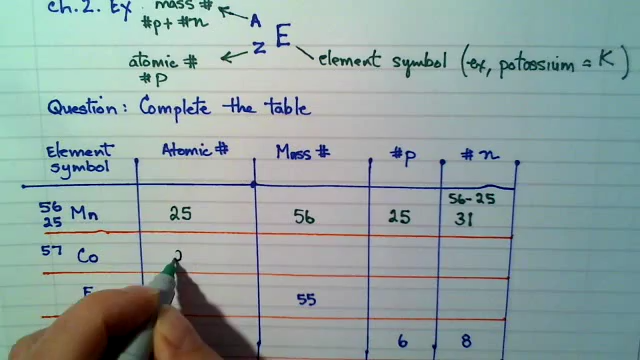 ch. 2. Ex. mass #
#p + #n
A
Z E
atomic #
#p
element symbol (ex, potassium = K)
Question: Complete the table
Element symbol Atomic # Mass # #p #n
56 - 25
56 25 Mn 25 56 25 31
57 Co
55
6 8